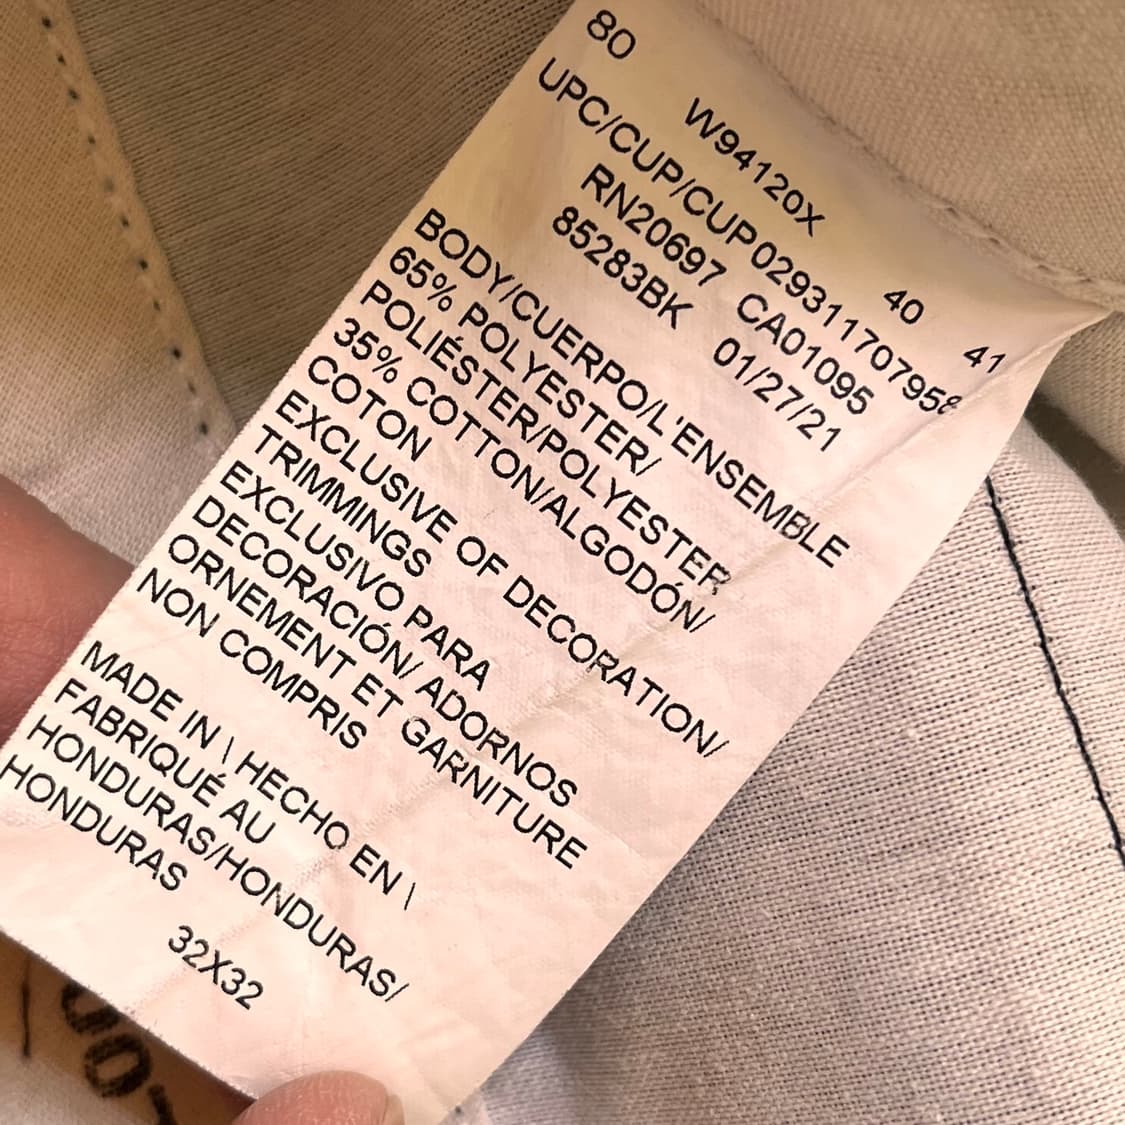 80 W94120X 40 41
UPC/CUP/CUP029311707958
RN20697 CA01095
85283BK 01/27/21
BODY/CUERPO/L'ENSEMBLE
65% POLYESTER/
POLIÉSTER/POLYESTER
35% COTTON/ALGODÓN/
COTON
EXCLUSIVE OF DECORATION/
TRIMMINGS
EXCLUSIVO PARA
DECORACIÓN/ ADORNOS
ORNEMENT ET GARNITURE
NON COMPRIS
MADE IN \ HECHO EN \
FABRIQUÉ AU
HONDURAS/HONDURAS/
HONDURAS
32X32